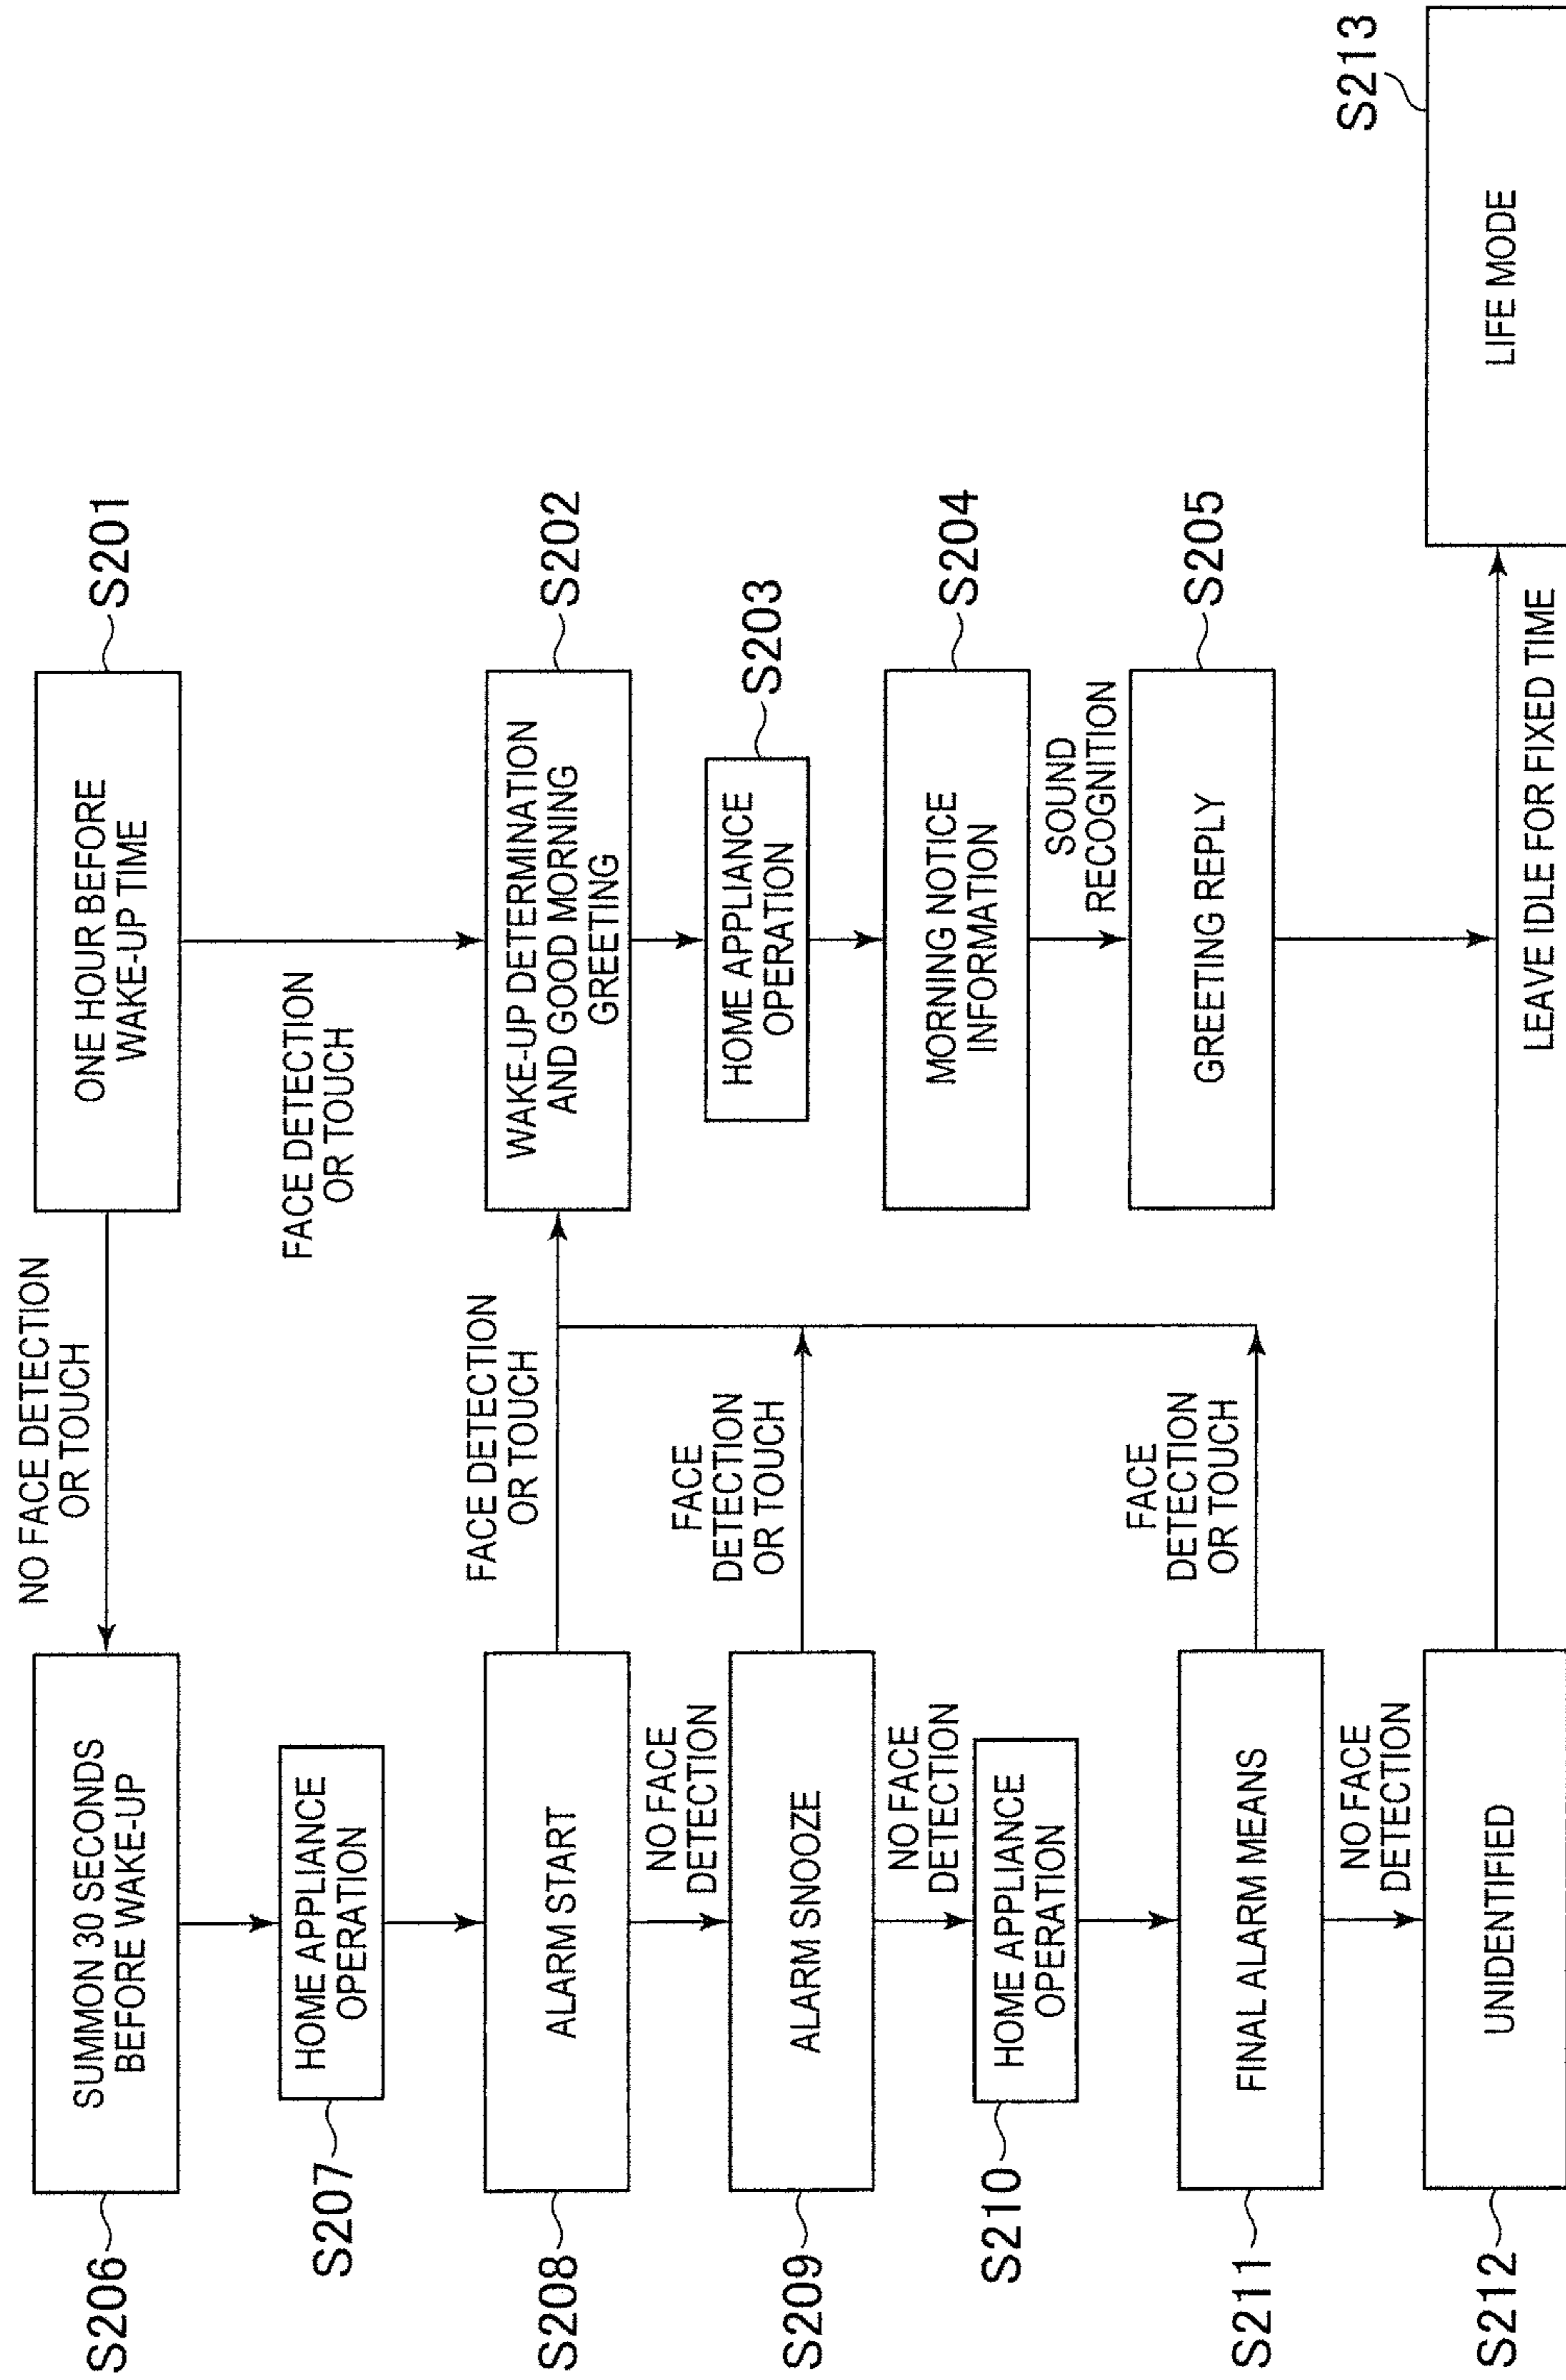 S201
ONE HOUR BEFORE
WAKE-UP TIME
NO FACE DETECTION
OR TOUCH
FACE DETECTION
OR TOUCH
S206
SUMMON 30 SECONDS
BEFORE WAKE-UP
S207
HOME APPLIANCE
OPERATION
S208
ALARM START
FACE DETECTION
OR TOUCH
S202
WAKE-UP DETERMINATION
AND GOOD MORNING
GREETING
NO FACE
DETECTION
S203
HOME APPLIANCE
OPERATION
S209
ALARM SNOOZE
FACE
DETECTION
OR TOUCH
S204
MORNING NOTICE
INFORMATION
NO FACE
DETECTION
S210
HOME APPLIANCE
OPERATION
SOUND
RECOGNITION
S205
GREETING REPLY
S211
FINAL ALARM MEANS
FACE
DETECTION
OR TOUCH
NO FACE
DETECTION
S212
UNIDENTIFIED
LEAVE IDLE FOR FIXED TIME
S213
LIFE MODE